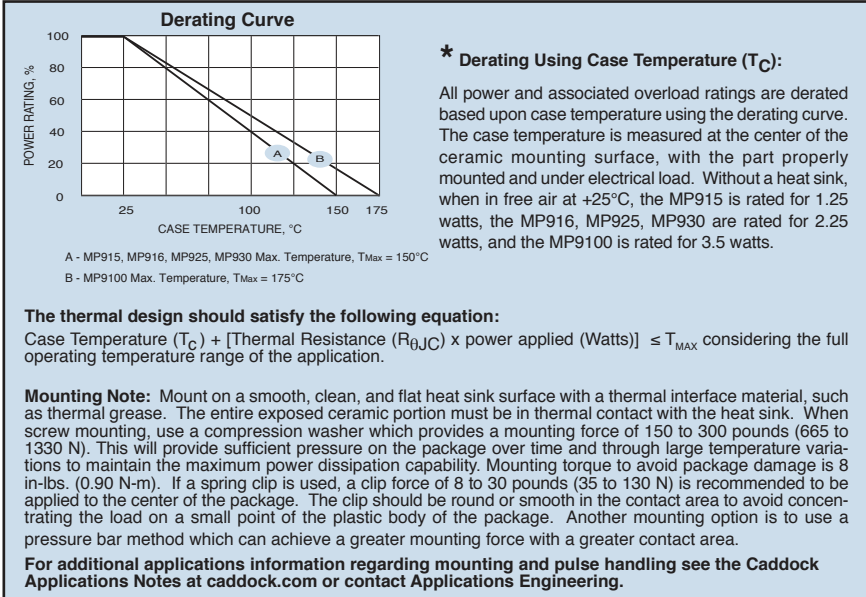 Derating Curve
100
80
60
40
20
0
POWER RATING, %
A
B
25
100
150
175
CASE TEMPERATURE, °C
A - MP915, MP916, MP925, MP930 Max. Temperature, TMax = 150°C
B - MP9100 Max. Temperature, TMax = 175°C
* Derating Using Case Temperature (TC):
All power and associated overload ratings are derated
based upon case temperature using the derating curve.
The case temperature is measured at the center of the
ceramic mounting surface, with the part properly
mounted and under electrical load. Without a heat sink,
when in free air at +25°C, the MP915 is rated for 1.25
watts, the MP916, MP925, MP930 are rated for 2.25
watts, and the MP9100 is rated for 3.5 watts.
The thermal design should satisfy the following equation:
Case Temperature (TC) + [Thermal Resistance (RθJC) x power applied (Watts)] ≤ TMAX considering the full
operating temperature range of the application.
Mounting Note: Mount on a smooth, clean, and flat heat sink surface with a thermal interface material, such
as thermal grease. The entire exposed ceramic portion must be in thermal contact with the heat sink. When
screw mounting, use a compression washer which provides a mounting force of 150 to 300 pounds (665 to
1330 N). This will provide sufficient pressure on the package over time and through large temperature varia-
tions to maintain the maximum power dissipation capability. Mounting torque to avoid package damage is 8
in-lbs. (0.90 N-m). If a spring clip is used, a clip force of 8 to 30 pounds (35 to 130 N) is recommended to be
applied to the center of the package. The clip should be round or smooth in the contact area to avoid concen-
trating the load on a small point of the plastic body of the package. Another mounting option is to use a
pressure bar method which can achieve a greater mounting force with a greater contact area.
For additional applications information regarding mounting and pulse handling see the Caddock
Applications Notes at caddock.com or contact Applications Engineering.